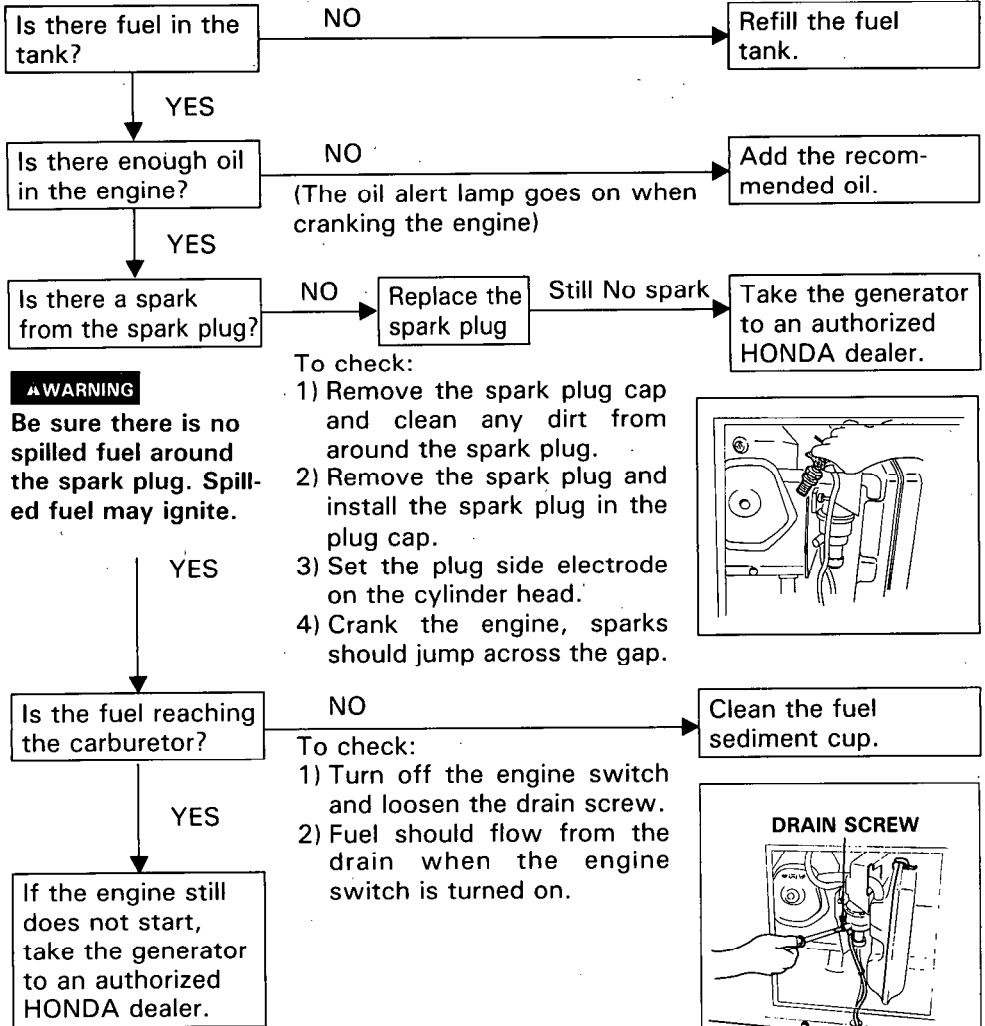 Is there fuel in the
tank?
NO
Refill the fuel
tank.
YES
Is there enough oil
in the engine?
NO
(The oil alert lamp goes on when
cranking the engine)
Add the recom-
mended oil.
YES
Is there a spark
from the spark plug?
NO
Replace the
spark plug
Still No spark
Take the generator
to an authorized
HONDA dealer.
WARNING
Be sure there is no
spilled fuel around
the spark plug. Spill-
ed fuel may ignite.
To check:
1) Remove the spark plug cap
and clean any dirt from
around the spark plug.
2) Remove the spark plug and
install the spark plug in the
plug cap.
3) Set the plug side electrode
on the cylinder head.
4) Crank the engine, sparks
should jump across the gap.
YES
Is the fuel reaching
the carburetor?
NO
To check:
1) Turn off the engine switch
and loosen the drain screw.
2) Fuel should flow from the
drain when the engine
switch is turned on.
Clean the fuel
sediment cup.
DRAIN SCREW
YES
If the engine still
does not start,
take the generator
to an authorized
HONDA dealer.